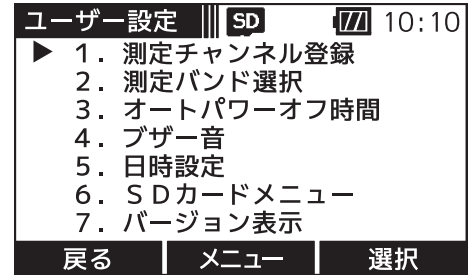 ユーザー設定 SD 10:10
▶ 1. 測定チャンネル登録
2. 測定バンド選択
3. オートパワーオフ時間
4. ブザー音
5. 日時設定
6. SDカードメニュー
7. バージョン表示
戻る メニュー 選択